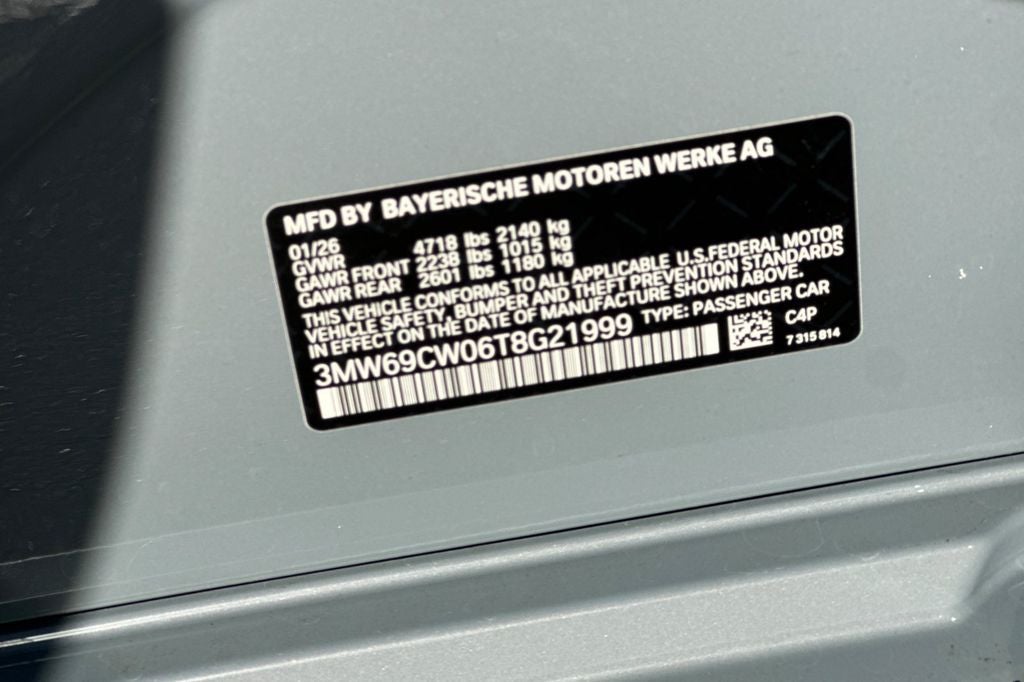 MFD BY BAYERISCHE MOTOREN WERKE AG
01/26
GVWR 4718 lbs 2140 kg
GAWR FRONT 2238 lbs 1015 kg
GAWR REAR 2601 lbs 1180 kg
THIS VEHICLE CONFORMS TO ALL APPLICABLE U.S.FEDERAL MOTOR
VEHICLE SAFETY, BUMPER AND THEFT PREVENTION STANDARDS
IN EFFECT ON THE DATE OF MANUFACTURE SHOWN ABOVE.
3MW69CW06T8G21999 TYPE: PASSENGER CAR
C4P
7 315 814